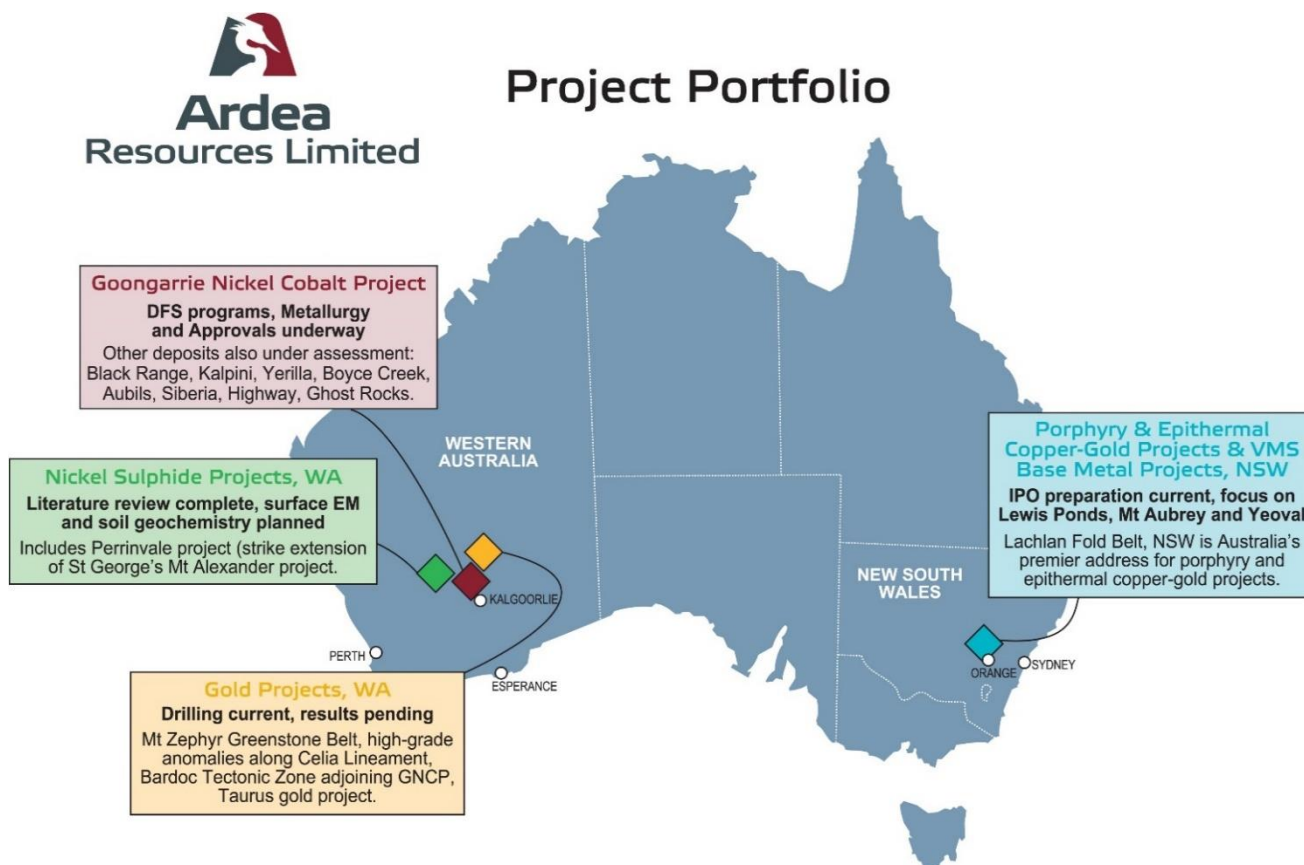 Ardea
Resources Limited
Project Portfolio
Goongarrie Nickel Cobalt Project
DFS programs, Metallurgy
and Approvals underway
Other deposits also under assessment:
Black Range, Kalpini, Yerilla, Boyce Creek,
Aubils, Siberia, Highway, Ghost Rocks.
Nickel Sulphide Projects, WA
Literature review complete, surface EM
and soil geochemistry planned
Includes Perrinvale project (strike extension
of St George's Mt Alexander project.
Gold Projects, WA
Drilling current, results pending
Mt Zephyr Greenstone Belt, high-grade
anomalies along Celia Lineament,
Bardoc Tectonic Zone adjoining GNCP,
Taurus gold project.
Porphyry & Epithermal
Copper-Gold Projects & VMS
Base Metal Projects, NSW
IPO preparation current, focus on
Lewis Ponds, Mt Aubrey and Yeoval
Lachlan Fold Belt, NSW is Australia's
premier address for porphyry and
epithermal copper-gold projects.
WESTERN
AUSTRALIA
KALGOORLIE
PERTH
ESPERANCE
NEW SOUTH
WALES
ORANGE
SYDNEY